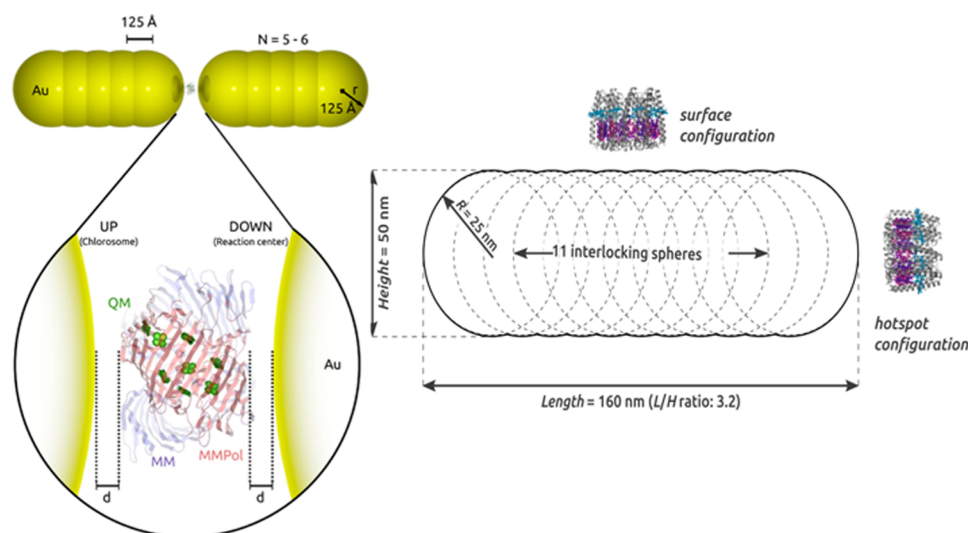 125 Å
N = 5 - 6
Au
r
125 Å
UP
(Chlorosome)
DOWN
(Reaction center)
QM
Au
MM
MMPol
d
d
surface
configuration
Height = 50 nm
R = 25 nm
11 interlocking spheres
hotspot
configuration
Length = 160 nm (L/H ratio: 3.2)